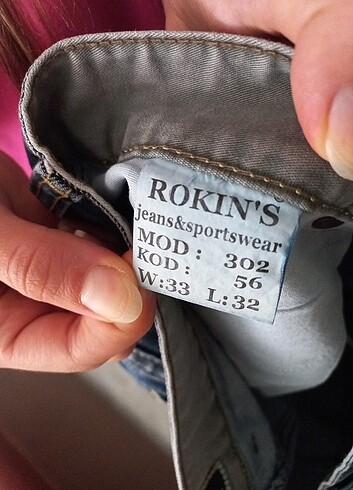 ROKIN'S
jeans&sportswear
MOD: 302
KOD: 56
W:33 L:32